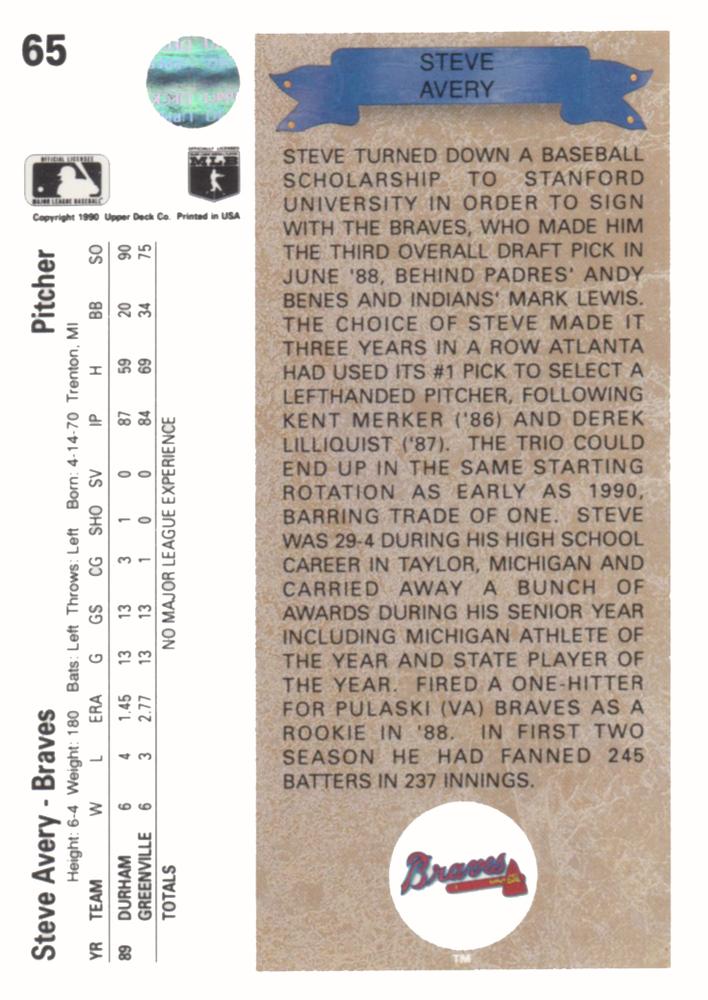 65
OFFICIAL LICENSEE
MAJOR LEAGUE BASEBALL
MLB
Copyright 1990 Upper Deck Co. Printed in USA
Steve Avery - Braves Pitcher
Height: 6-4 Weight: 180 Bats: Left Throws: Left Born: 4-14-70 Trenton, MI
YR TEAM W L ERA G GS CG SHO SV IP H BB SO
89 DURHAM 6 4 1.45 13 13 3 1 0 87 59 20 90
GREENVILLE 6 3 2.77 13 13 1 0 0 84 69 34 75
TOTALS NO MAJOR LEAGUE EXPERIENCE
STEVE
AVERY
STEVE TURNED DOWN A BASEBALL
SCHOLARSHIP TO STANFORD
UNIVERSITY IN ORDER TO SIGN
WITH THE BRAVES, WHO MADE HIM
THE THIRD OVERALL DRAFT PICK IN
JUNE '88, BEHIND PADRES' ANDY
BENES AND INDIANS' MARK LEWIS.
THE CHOICE OF STEVE MADE IT
THREE YEARS IN A ROW ATLANTA
HAD USED ITS #1 PICK TO SELECT A
LEFTHANDED PITCHER, FOLLOWING
KENT MERKER ('86) AND DEREK
LILLIQUIST ('87). THE TRIO COULD
END UP IN THE SAME STARTING
ROTATION AS EARLY AS 1990,
BARRING TRADE OF ONE. STEVE
WAS 29-4 DURING HIS HIGH SCHOOL
CAREER IN TAYLOR, MICHIGAN AND
CARRIED AWAY A BUNCH OF
AWARDS DURING HIS SENIOR YEAR
INCLUDING MICHIGAN ATHLETE OF
THE YEAR AND STATE PLAYER OF
THE YEAR. FIRED A ONE-HITTER
FOR PULASKI (VA) BRAVES AS A
ROOKIE IN '88. IN FIRST TWO
SEASON HE HAD FANNED 245
BATTERS IN 237 INNINGS.
Braves
TM